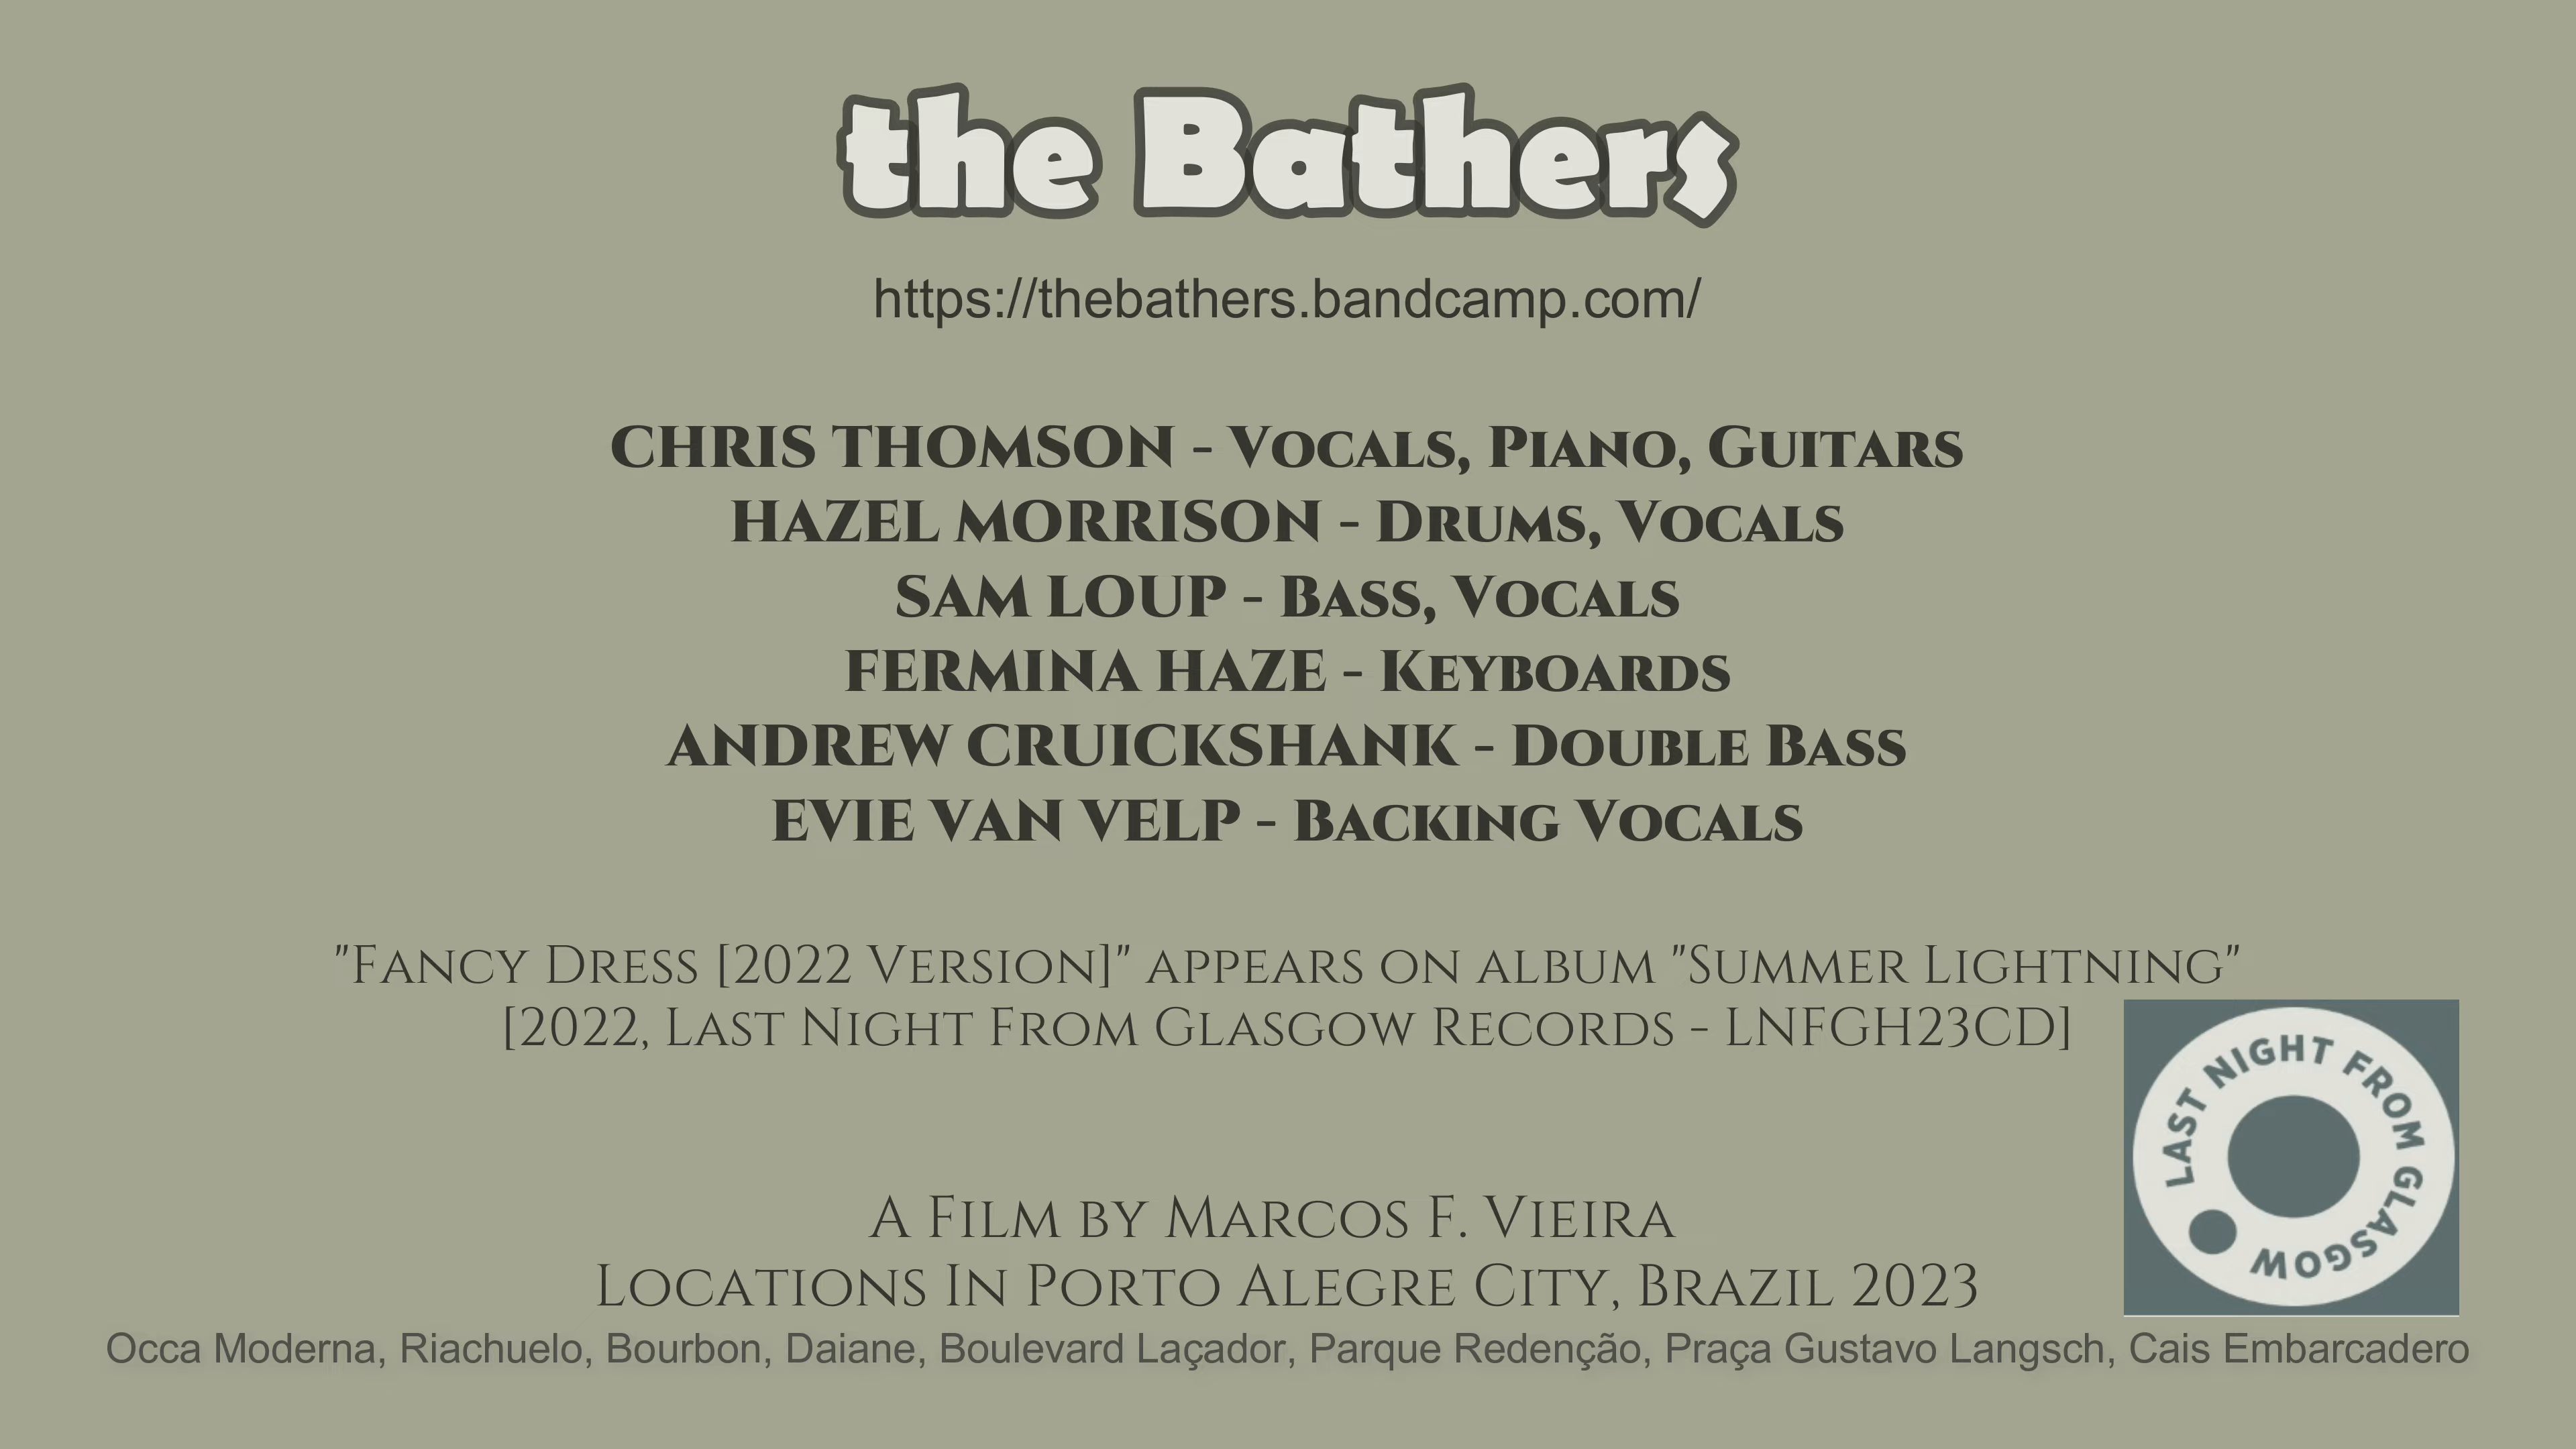 the Bathers
https://thebathers.bandcamp.com/
CHRIS THOMSON - Vocals, Piano, Guitars
HAZEL MORRISON - Drums, Vocals
SAM LOUP - Bass, Vocals
FERMINA HAZE - Keyboards
ANDREW CRUICKSHANK - Double Bass
EVIE VAN VELP - Backing Vocals
"Fancy Dress [2022 Version]" appears on album "Summer Lightning"
[2022, Last Night From Glasgow Records - LNFGH23CD]
LAST NIGHT FROM GLASGOW
A Film by Marcos F. Vieira
Locations In Porto Alegre City, Brazil 2023
Occa Moderna, Riachuelo, Bourbon, Daiane, Boulevard Laçador, Parque Redenção, Praça Gustavo Langsch, Cais Embarcadero